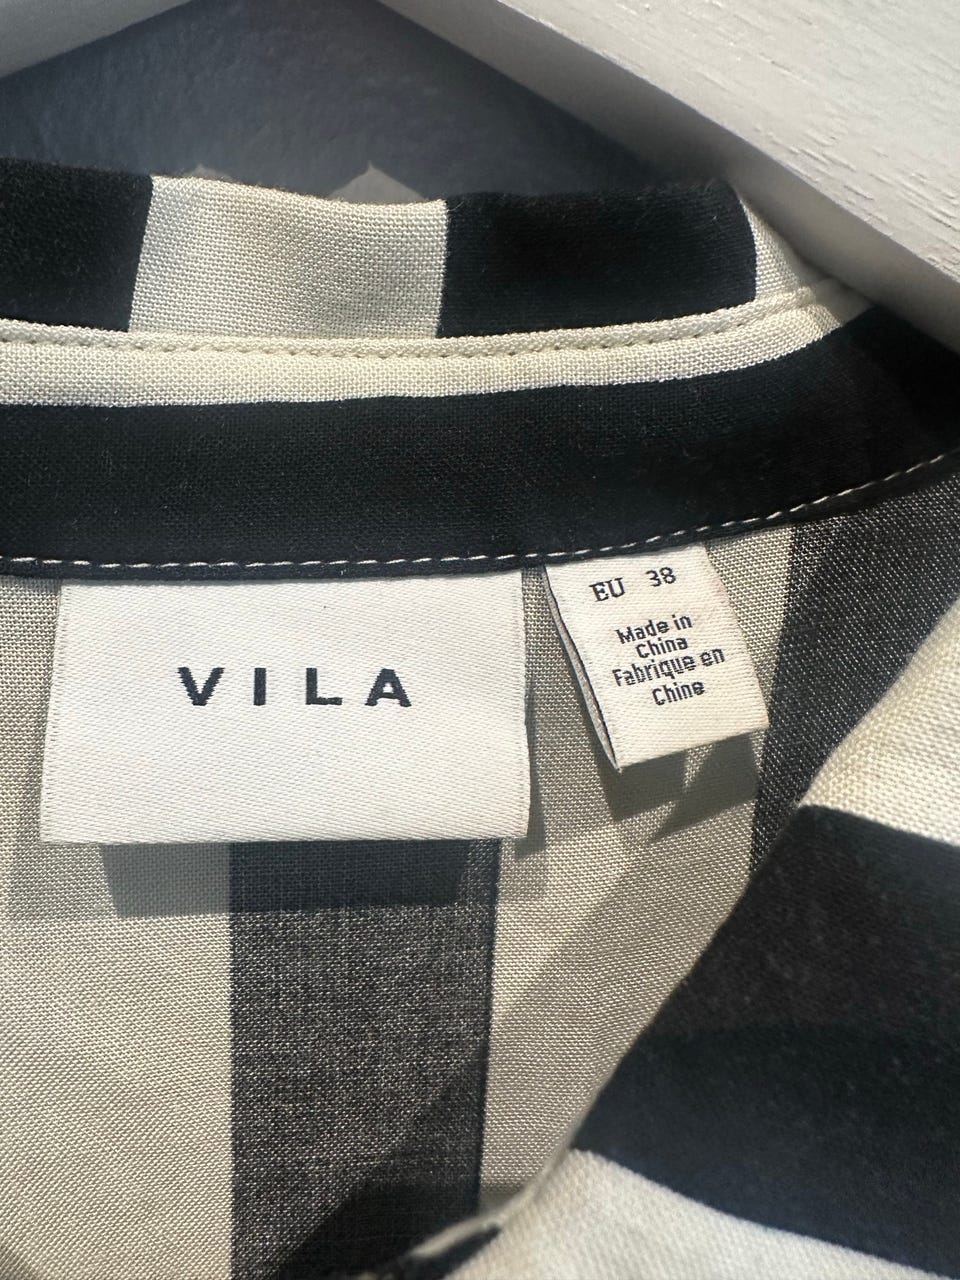 VILA
EU 38
Made in
China
Fabrique en
Chine